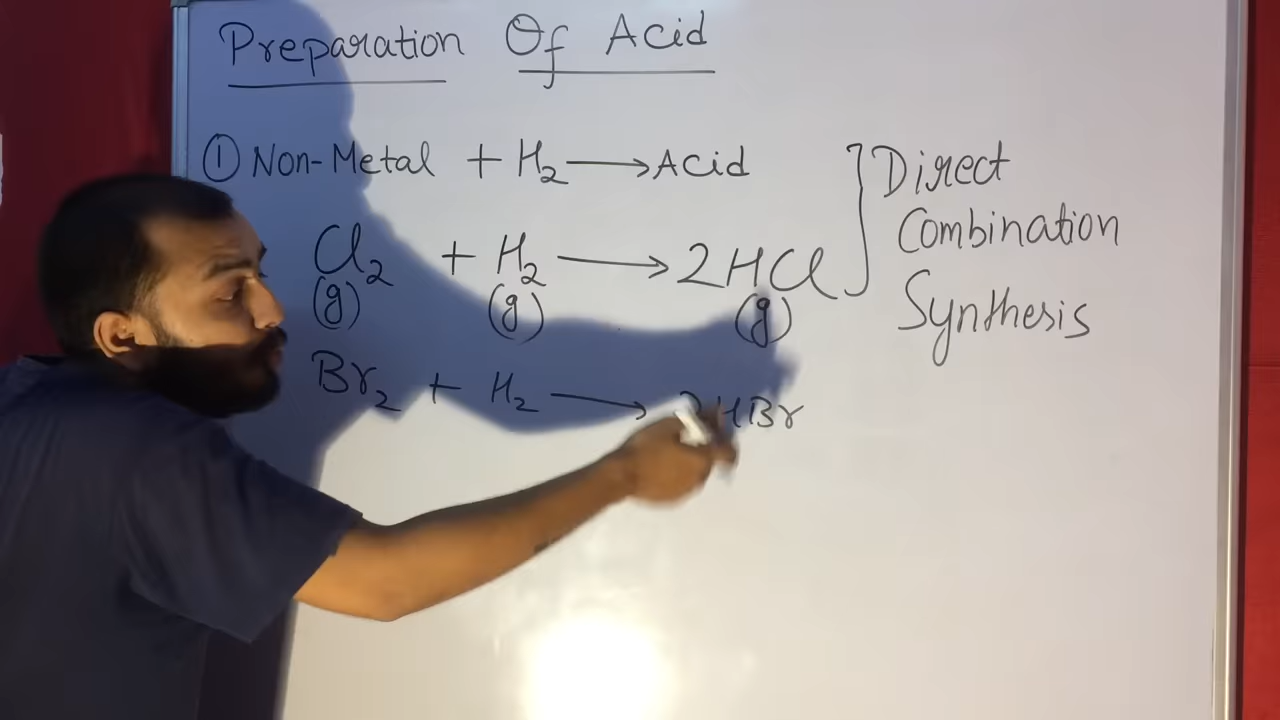 Preparation Of Acid
① Non-Metal + H₂ ⟶ Acid
Cl₂ + H₂ ⟶ 2HCl
(g) (g) (g)
Br₂ + H₂ ⟶ 2HBr
Direct
Combination
Synthesis